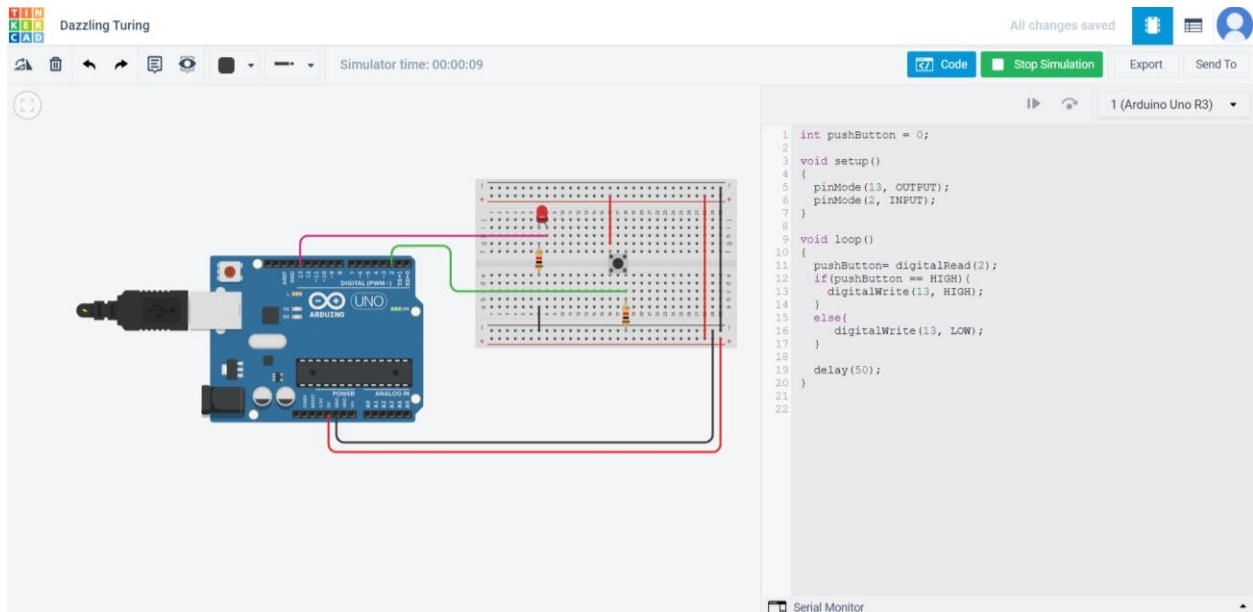 TIN
KER
CAD
Dazzling Turing
All changes saved
Simulator time: 00:00:09
Code
Stop Simulation
Export
Send To
1 (Arduino Uno R3)
1 int pushButton = 0;
2
3 void setup()
4 {
5 pinMode(13, OUTPUT);
6 pinMode(2, INPUT);
7 }
8
9 void loop()
10 {
11 pushButton= digitalRead(2);
12 if(pushButton == HIGH){
13 digitalWrite(13, HIGH);
14 }
15 else{
16 digitalWrite(13, LOW);
17 }
18
19 delay(50);
20 }
21
22
DIGITAL (PWM~)
UNO
ARDUINO
POWER
ANALOG IN
Serial Monitor